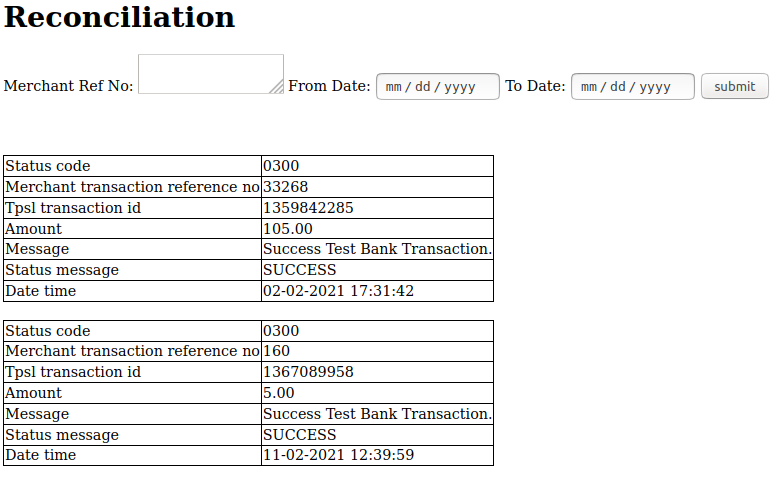 Reconciliation
Merchant Ref No: From Date: mm / dd / yyyy To Date: mm / dd / yyyy submit
Status code 0300
Merchant transaction reference no 33268
Tpsl transaction id 1359842285
Amount 105.00
Message Success Test Bank Transaction.
Status message SUCCESS
Date time 02-02-2021 17:31:42
Status code 0300
Merchant transaction reference no 160
Tpsl transaction id 1367089958
Amount 5.00
Message Success Test Bank Transaction.
Status message SUCCESS
Date time 11-02-2021 12:39:59